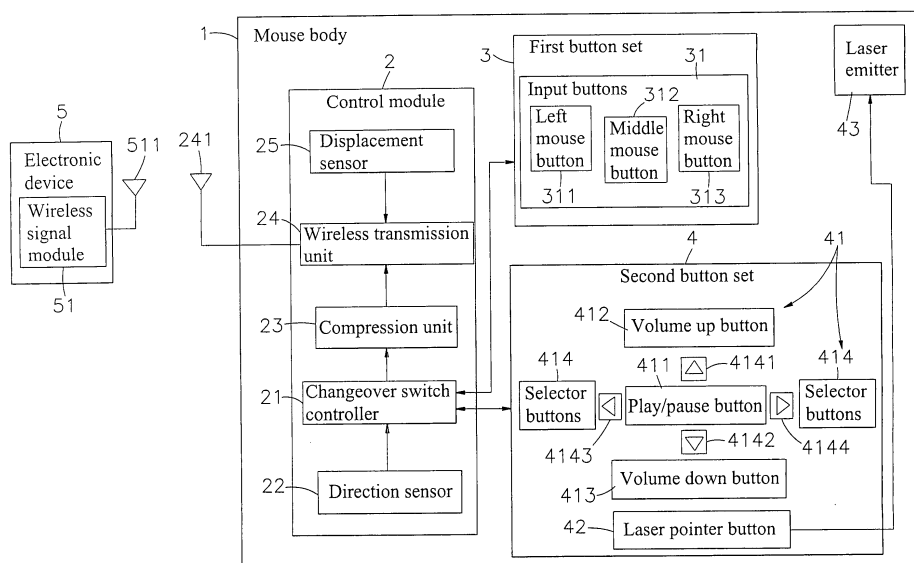 1
Mouse body
5
Electronic
device
Wireless
signal
module
51
511
241
2
Control module
25
Displacement
sensor
24
Wireless transmission
unit
23
Compression unit
21
Changeover switch
controller
22
Direction sensor
3
First button set
31
Input buttons
312
Left
mouse
button
Middle
mouse
button
Right
mouse
button
311
313
Laser
emitter
43
4
41
Second button set
412
Volume up button
414
411
4141
414
Selector
buttons
Play/pause button
Selector
buttons
4143
4142
4144
413
Volume down button
42
Laser pointer button